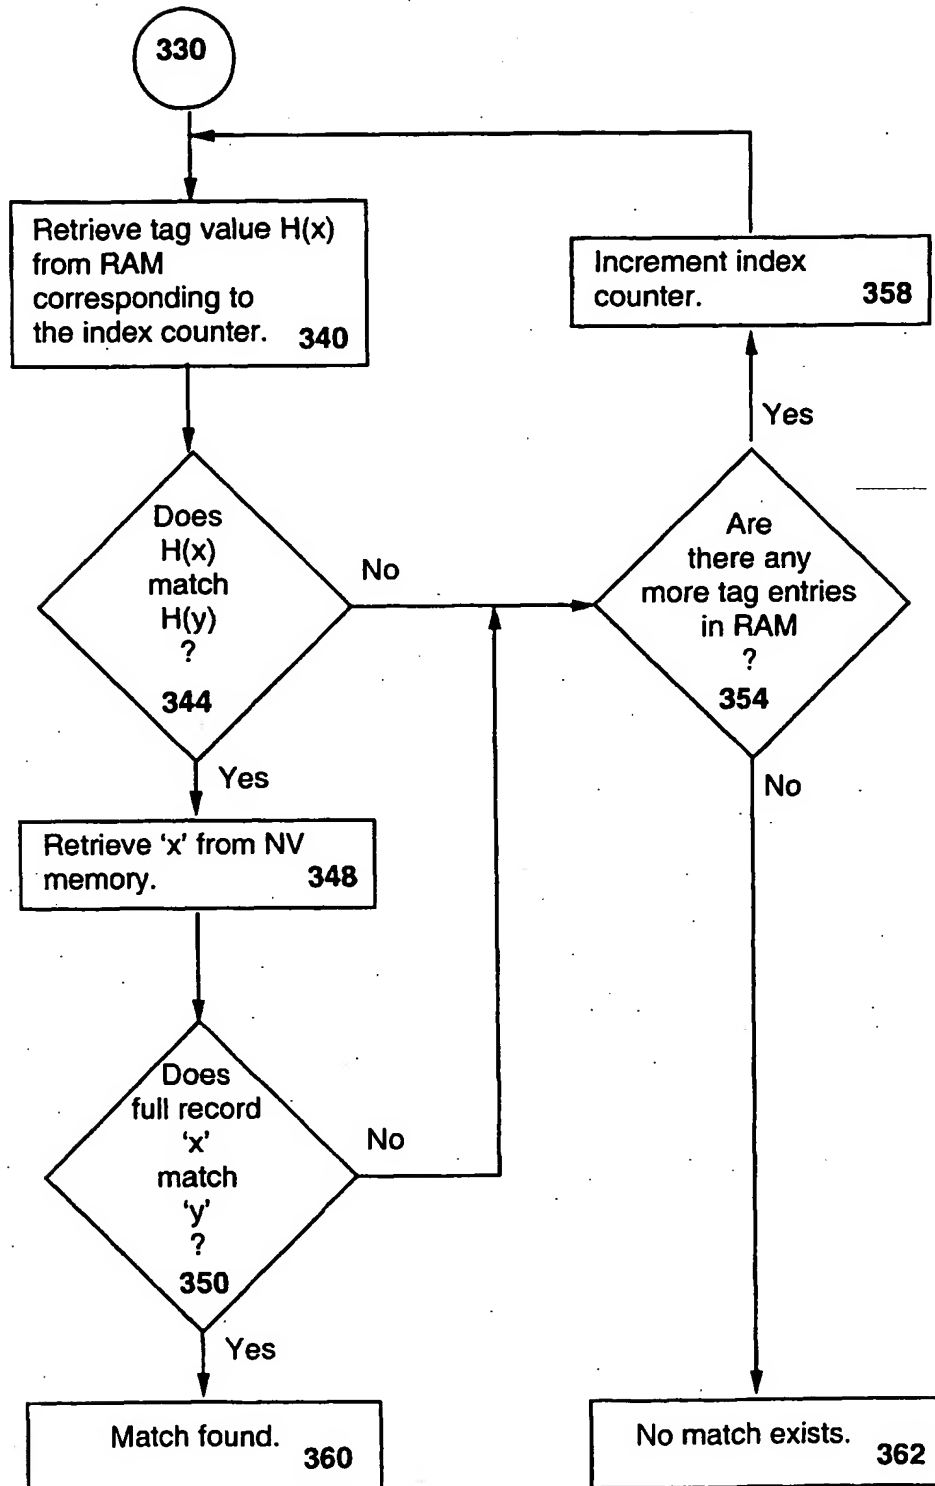 330
Retrieve tag value H(x)
from RAM
corresponding to
the index counter. 340
Increment index
counter. 358
Yes
Does
H(x)
match
H(y)
?
344
No
Are
there any
more tag entries
in RAM
?
354
Yes
No
Retrieve ‘x’ from NV
memory. 348
Does
full record
‘x’
match
‘y’
?
350
No
Yes
Match found.
360
No match exists.
362